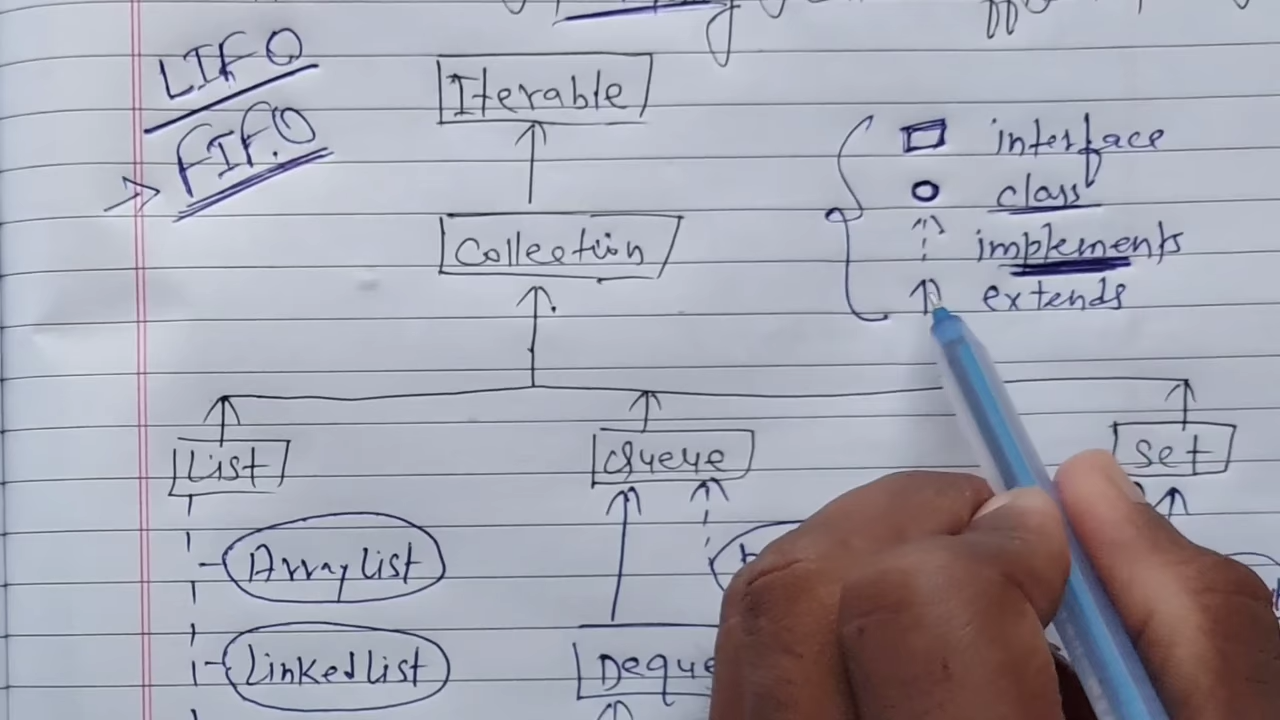 LIFO
FIFO
Iterable
interface
class
implements
extends
Collection
List
Queue
Set
ArrayList
LinkedList
Deque